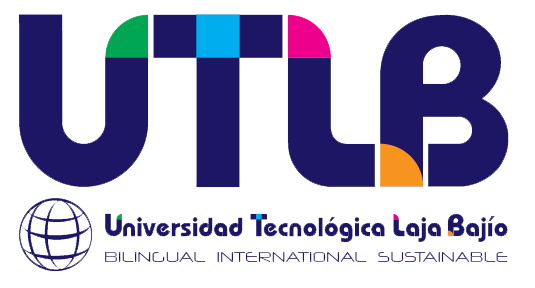 UTLB
Universidad Tecnológica Laja Bajío
BILINGUAL INTERNATIONAL SUSTAINABLE